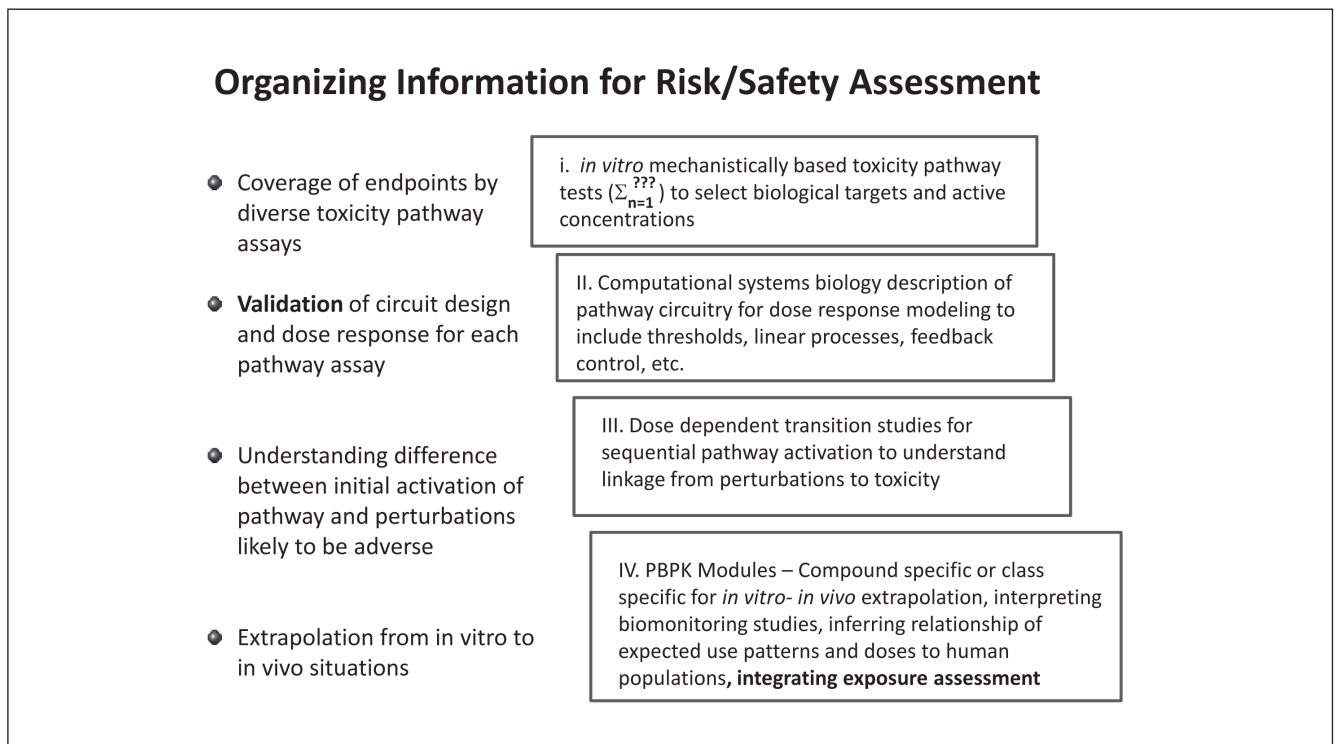 Organizing Information for Risk/Safety Assessment
Coverage of endpoints by
diverse toxicity pathway
assays
i. in vitro mechanistically based toxicity pathway
tests (Σ ??? n=1) to select biological targets and active
concentrations
Validation of circuit design
and dose response for each
pathway assay
II. Computational systems biology description of
pathway circuitry for dose response modeling to
include thresholds, linear processes, feedback
control, etc.
Understanding difference
between initial activation of
pathway and perturbations
likely to be adverse
III. Dose dependent transition studies for
sequential pathway activation to understand
linkage from perturbations to toxicity
Extrapolation from in vitro to
in vivo situations
IV. PBPK Modules – Compound specific or class
specific for in vitro- in vivo extrapolation, interpreting
biomonitoring studies, inferring relationship of
expected use patterns and doses to human
populations, integrating exposure assessment